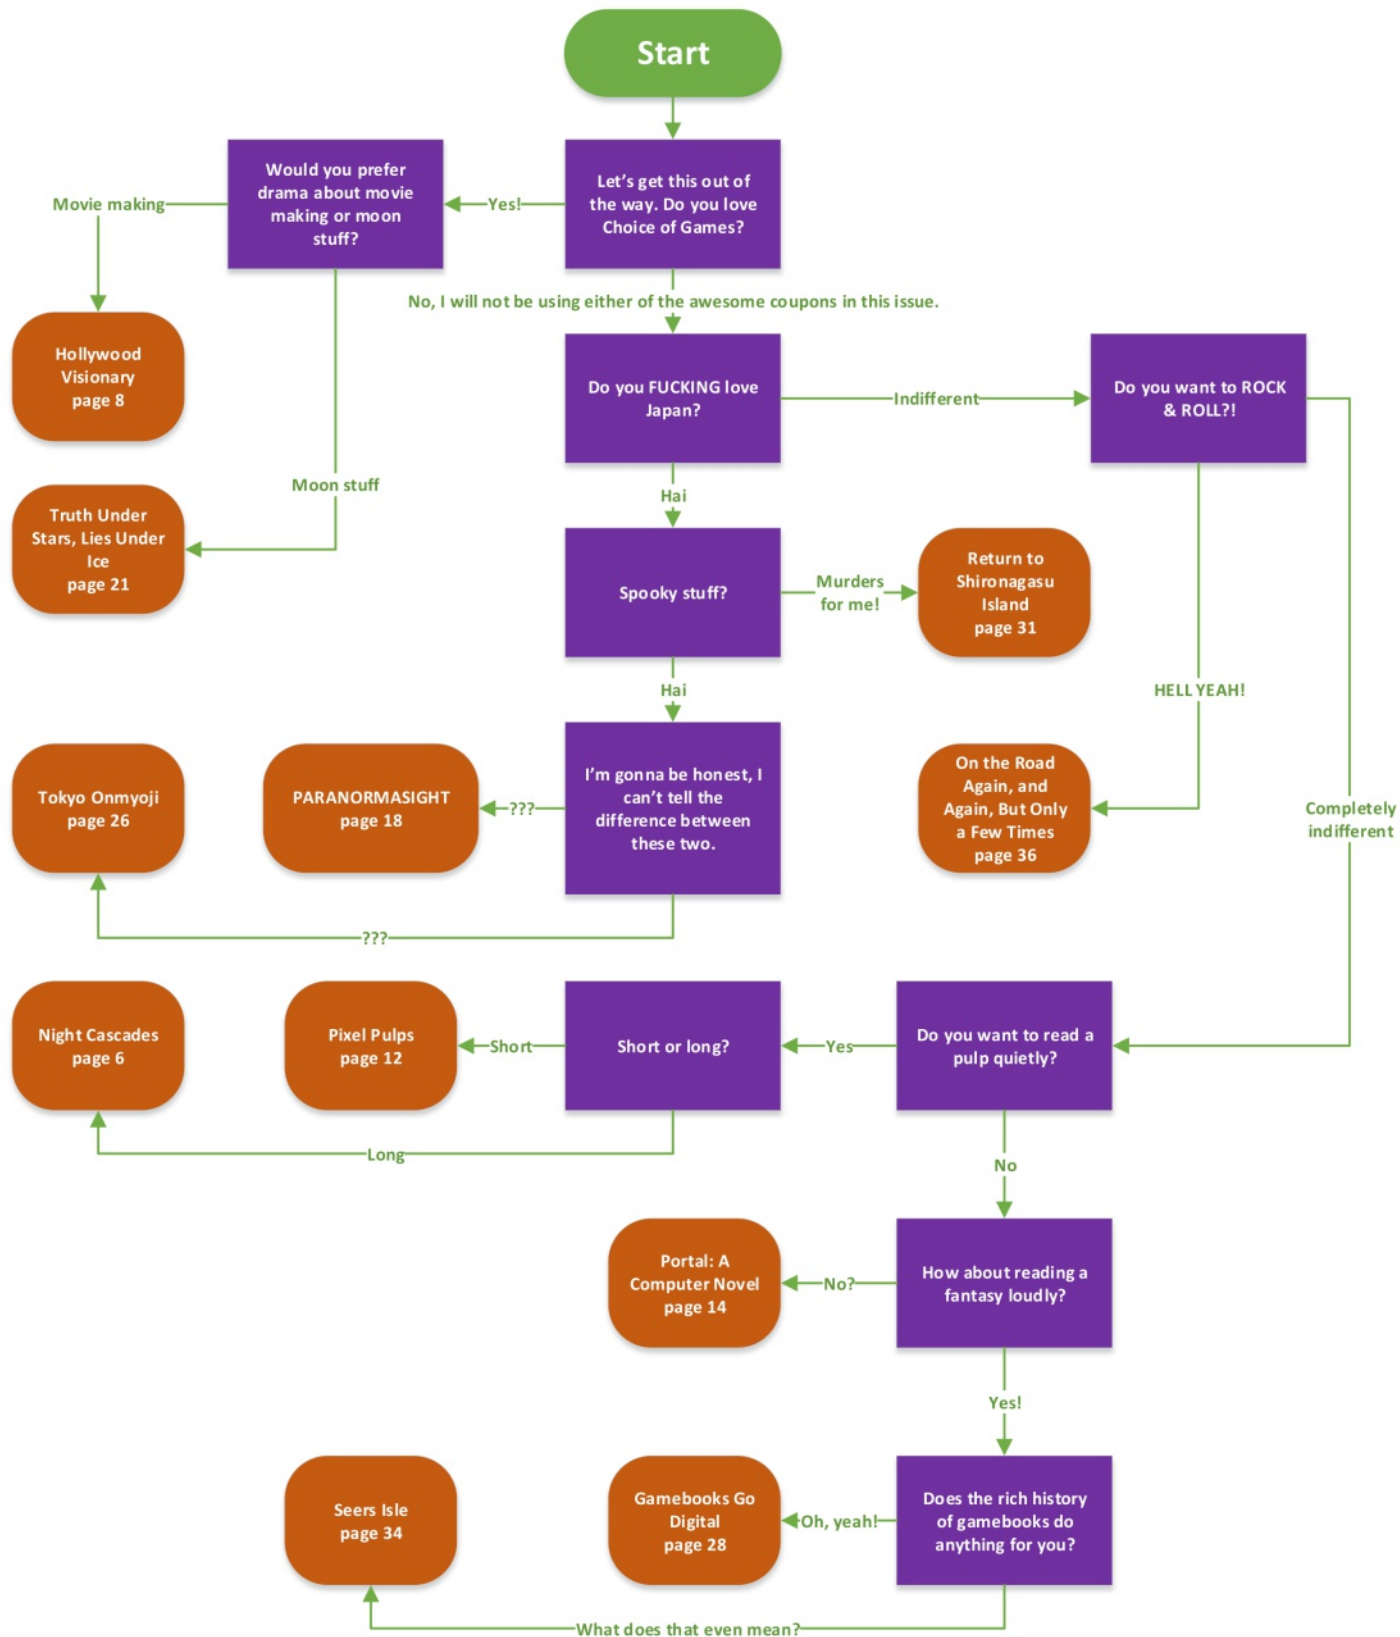 Start
Let's get this out of
the way. Do you love
Choice of Games?
Yes!
Would you prefer
drama about movie
making or moon
stuff?
Movie making
Hollywood
Visionary
page 8
Moon stuff
Truth Under
Stars, Lies Under
Ice
page 21
No, I will not be using either of the awesome coupons in this issue.
Do you FUCKING love
Japan?
Indifferent
Do you want to ROCK
& ROLL?!
Hai
Spooky stuff?
Murders
for me!
Return to
Shironagasu
Island
page 31
HELL YEAH!
On the Road
Again, and
Again, But Only
a Few Times
page 36
Completely
indifferent
Hai
I'm gonna be honest, I
can't tell the
difference between
these two.
???
PARANORMASIGHT
page 18
???
Tokyo Onmyoji
page 26
Do you want to read a
pulp quietly?
Yes
Short or long?
Short
Pixel Pulps
page 12
Long
Night Cascades
page 6
No
How about reading a
fantasy loudly?
No?
Portal: A
Computer Novel
page 14
Yes!
Does the rich history
of gamebooks do
anything for you?
Oh, yeah!
Gamebooks Go
Digital
page 28
What does that even mean?
Seers Isle
page 34